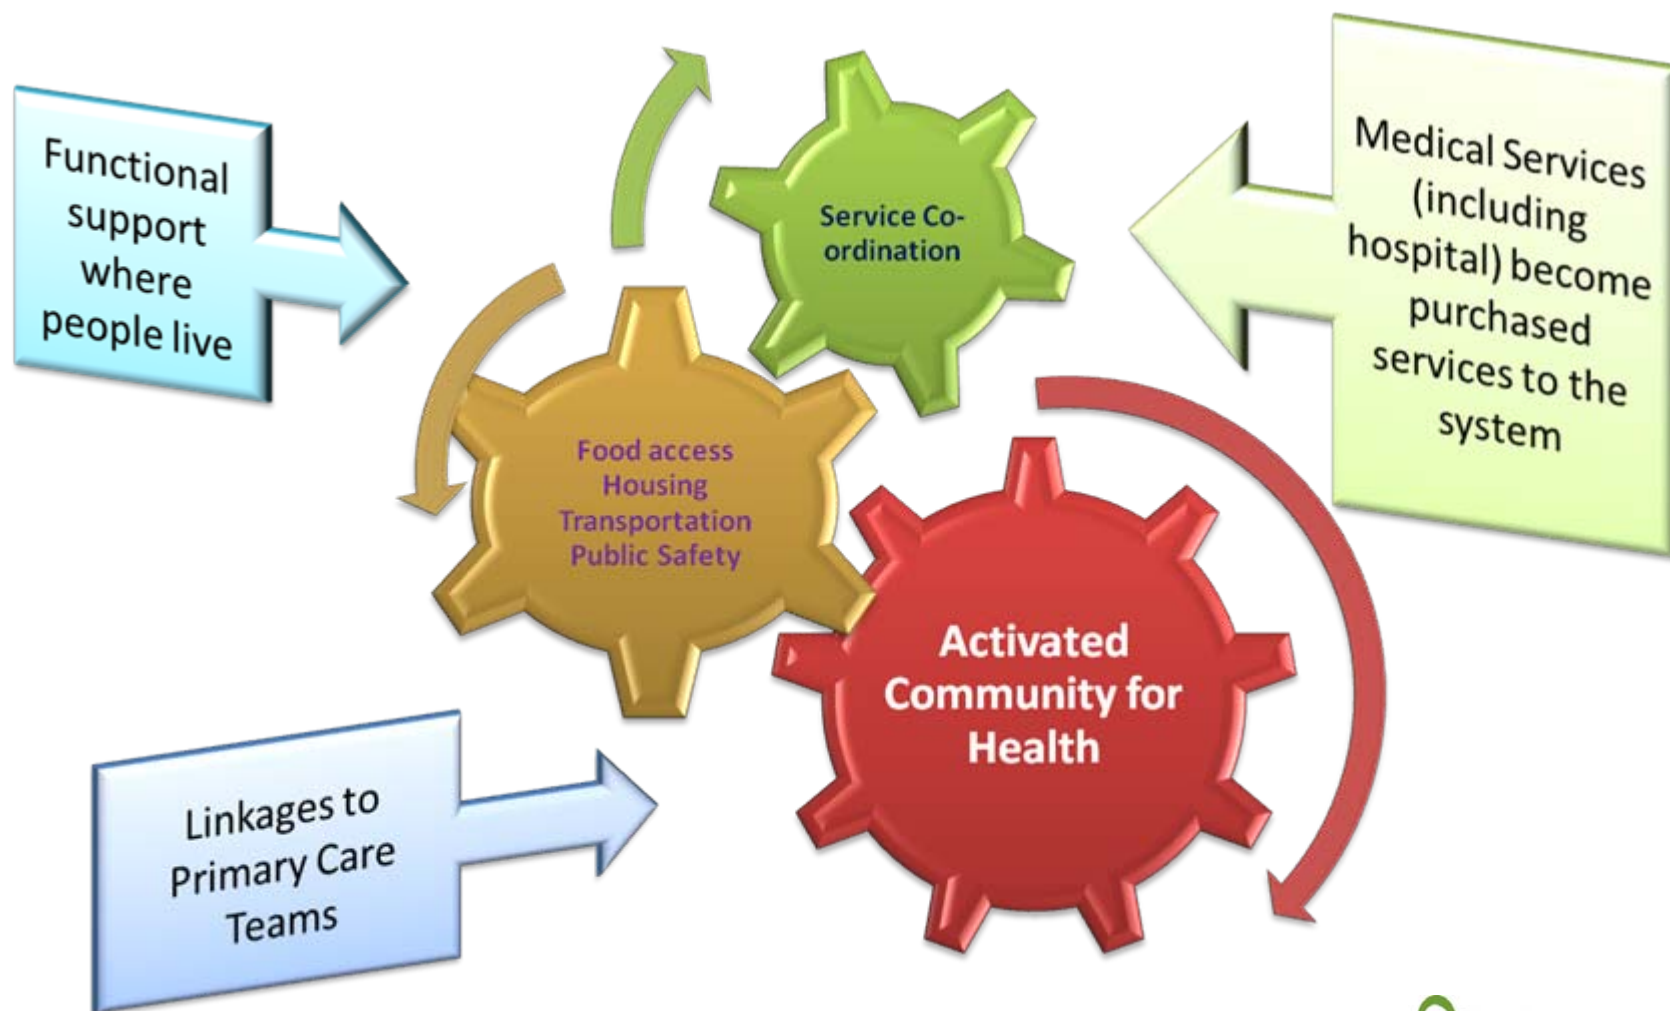 Functional
support
where
people live
Service Co-
ordination
Medical Services
(including
hospital) become
purchased
services to the
system
Food access
Housing
Transportation
Public Safety
Activated
Community for
Health
Linkages to
Primary Care
Teams